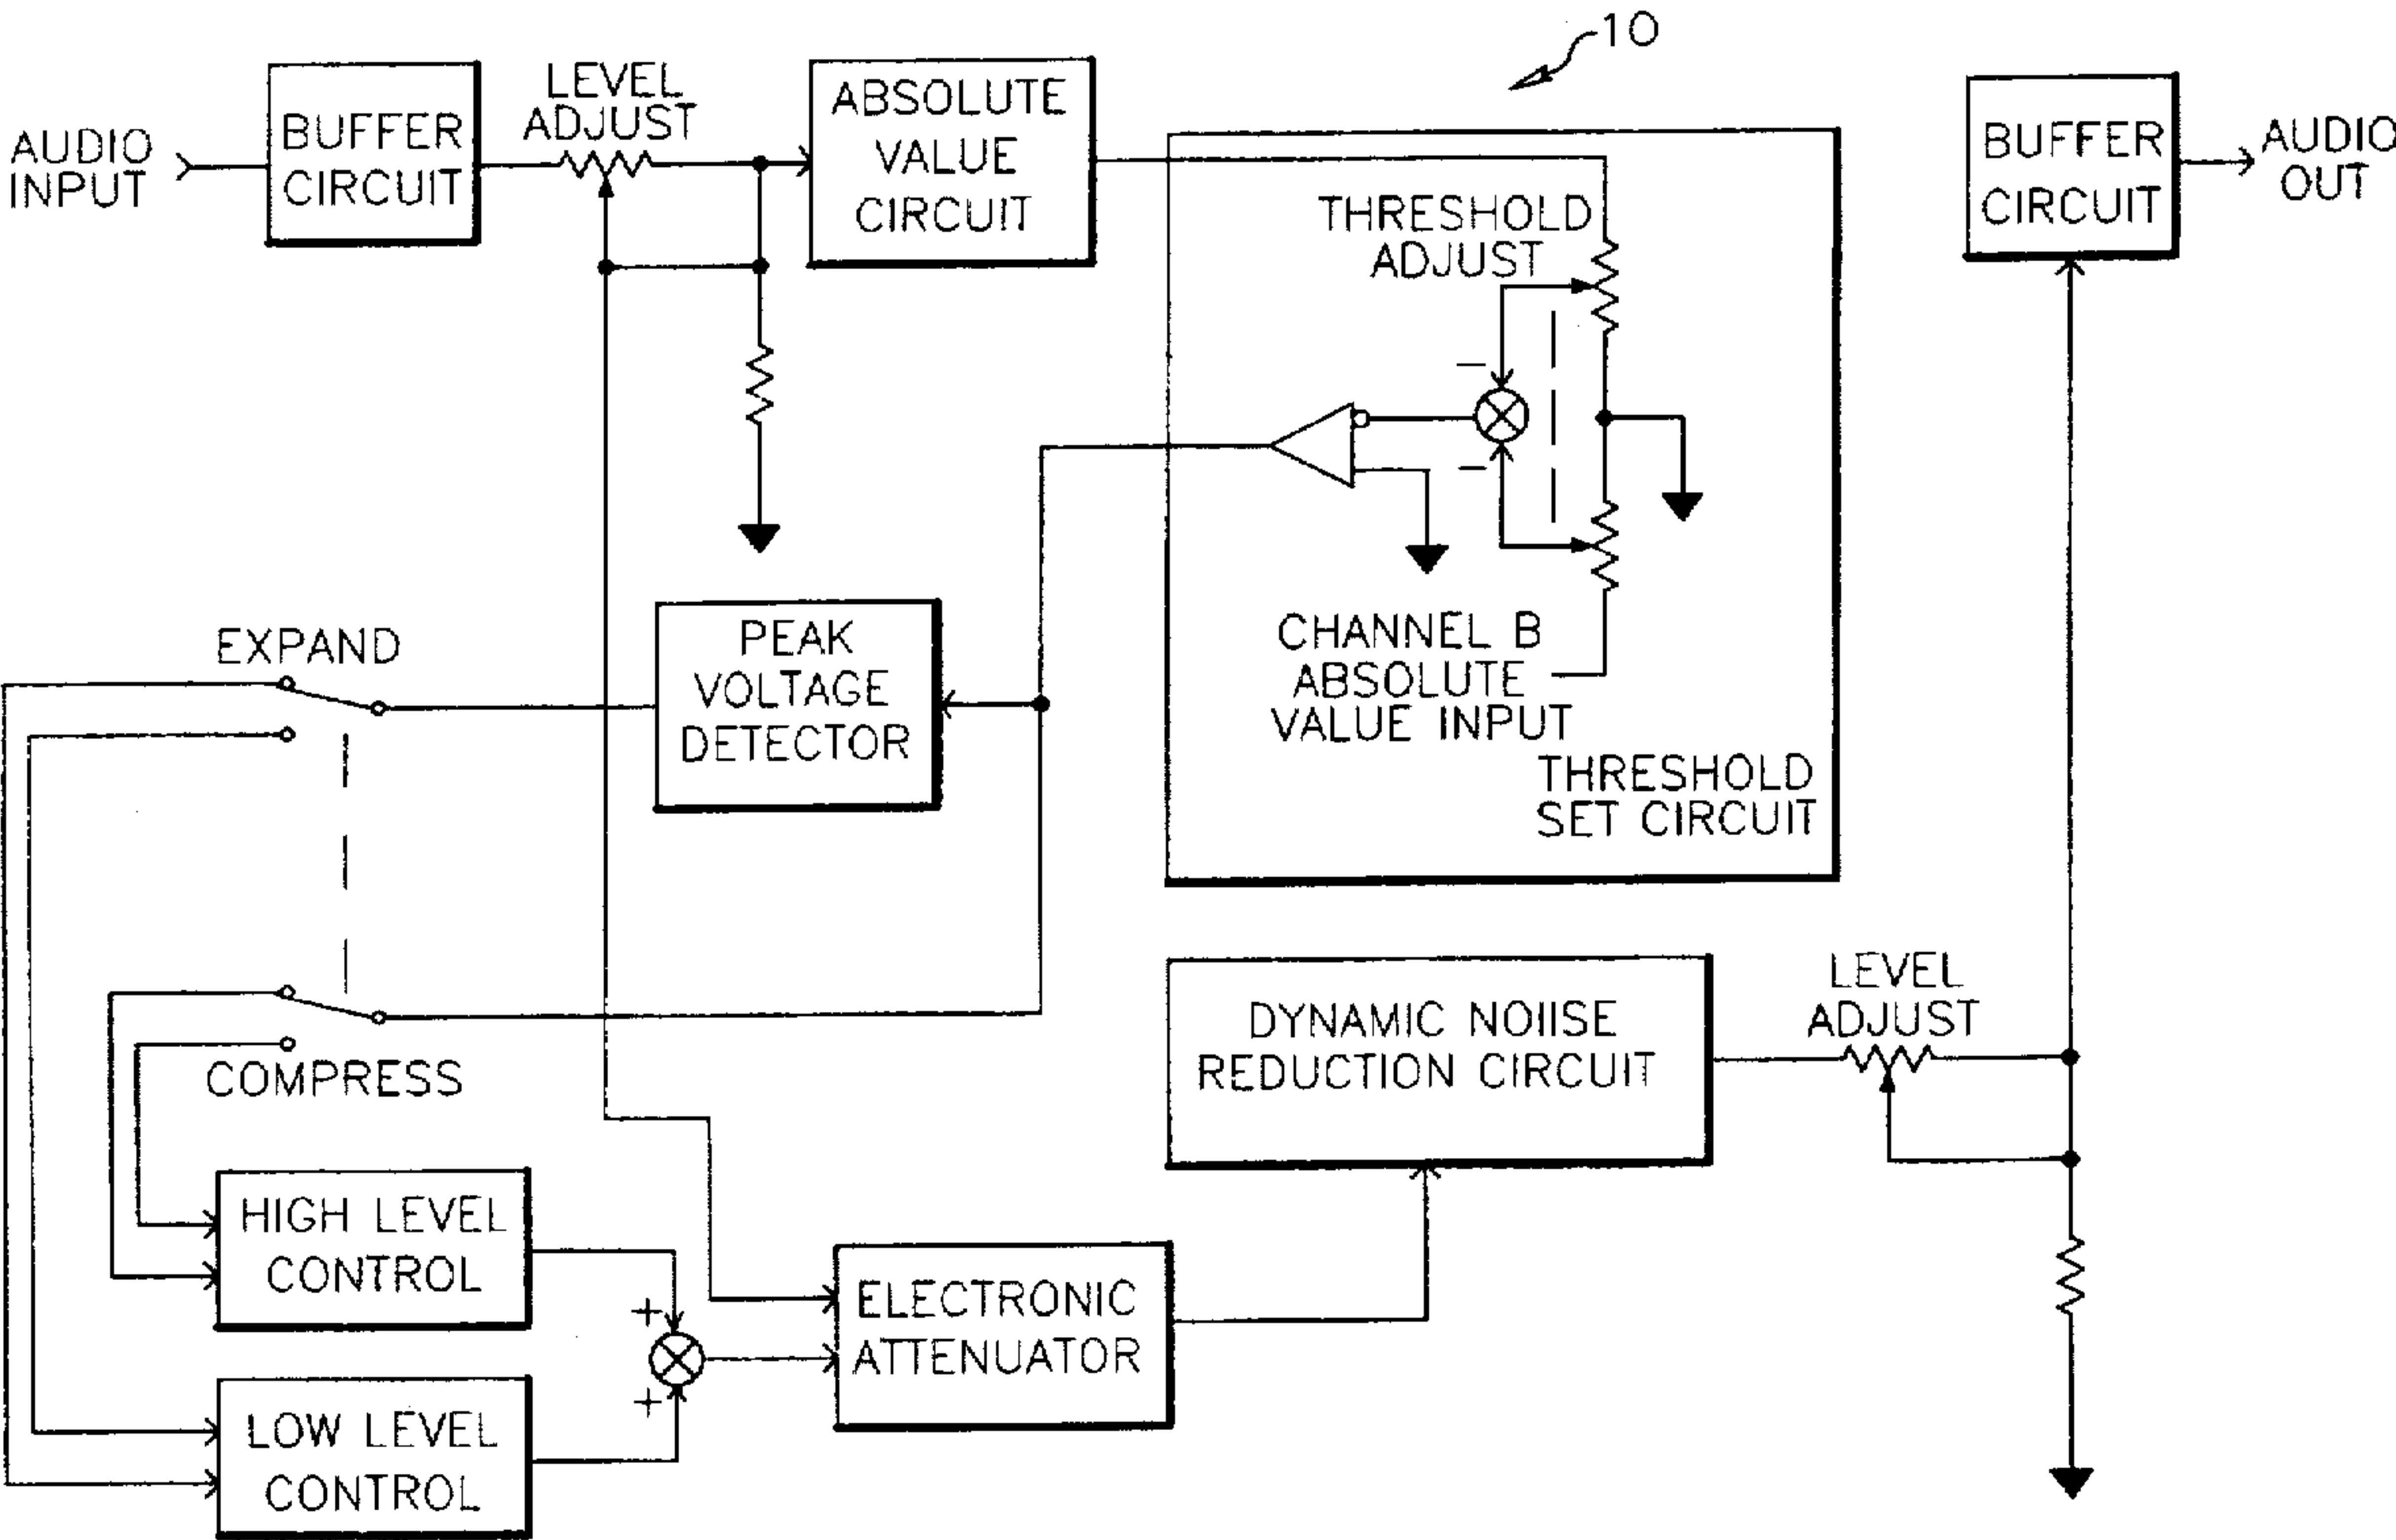 10
AUDIO
INPUT
BUFFER
CIRCUIT
LEVEL
ADJUST
ABSOLUTE
VALUE
CIRCUIT
THRESHOLD
ADJUST
BUFFER
CIRCUIT
AUDIO
OUT
−
−
CHANNEL B
ABSOLUTE
VALUE INPUT
THRESHOLD
SET CIRCUIT
EXPAND
PEAK
VOLTAGE
DETECTOR
COMPRESS
DYNAMIC NOIISE
REDUCTION CIRCUIT
LEVEL
ADJUST
HIGH LEVEL
CONTROL
+
+
LOW LEVEL
CONTROL
ELECTRONIC
ATTENUATOR